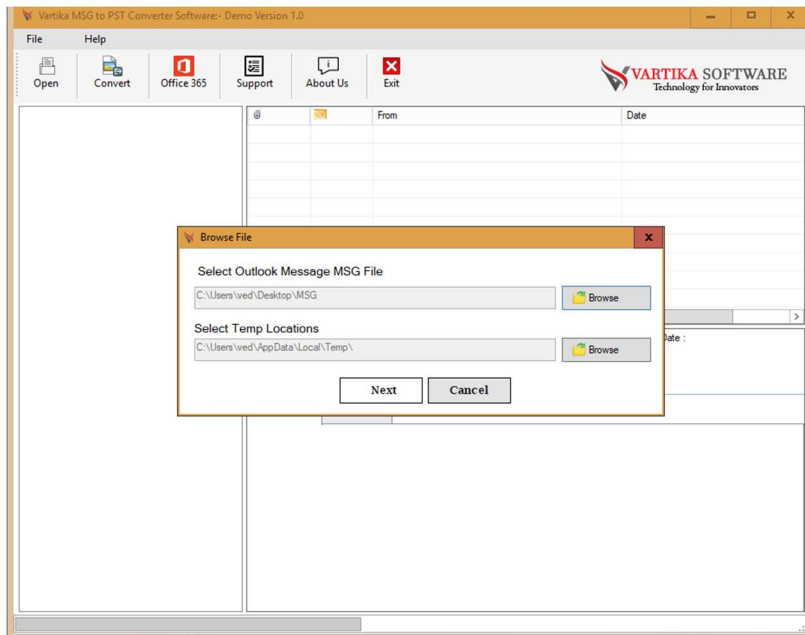 Vartika MSG to PST Converter Software:- Demo Version 1.0
File Help
Open Convert Office 365 Support About Us Exit
VARTIKA SOFTWARE
Technology for Innovators
From Date
Browse File
Select Outlook Message MSG File
C:\Users\ved\Desktop\MSG Browse
Select Temp Locations
C:\Users\ved\AppData\Local\Temp\ Browse
Date :
Next Cancel